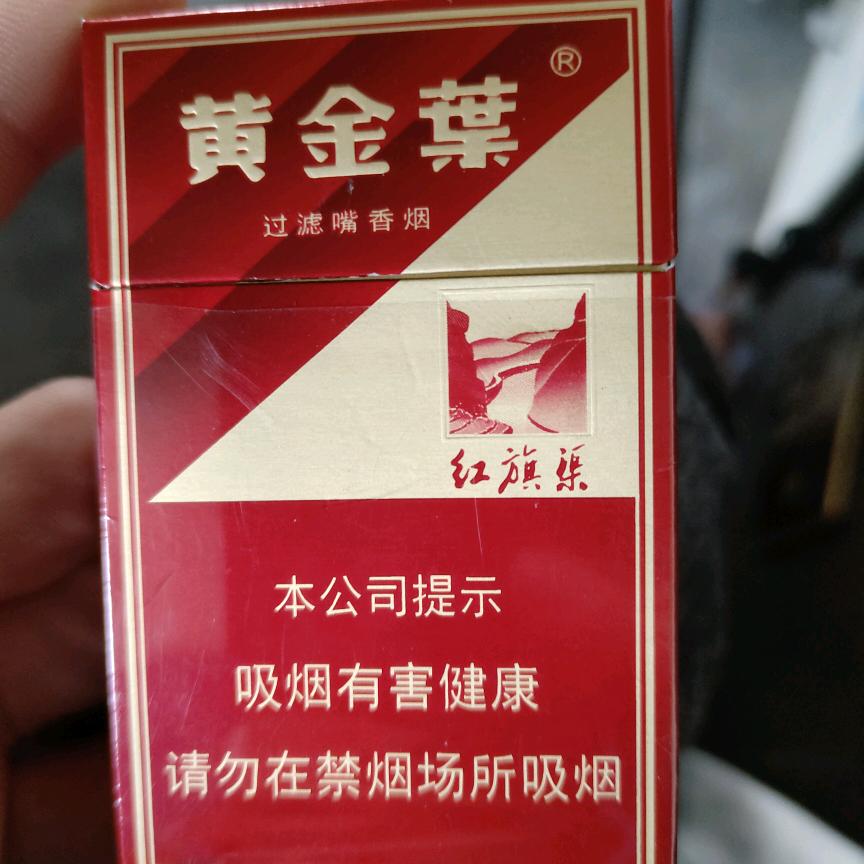 黄金葉
®
过滤嘴香烟
红旗渠
本公司提示
吸烟有害健康
请勿在禁烟场所吸烟